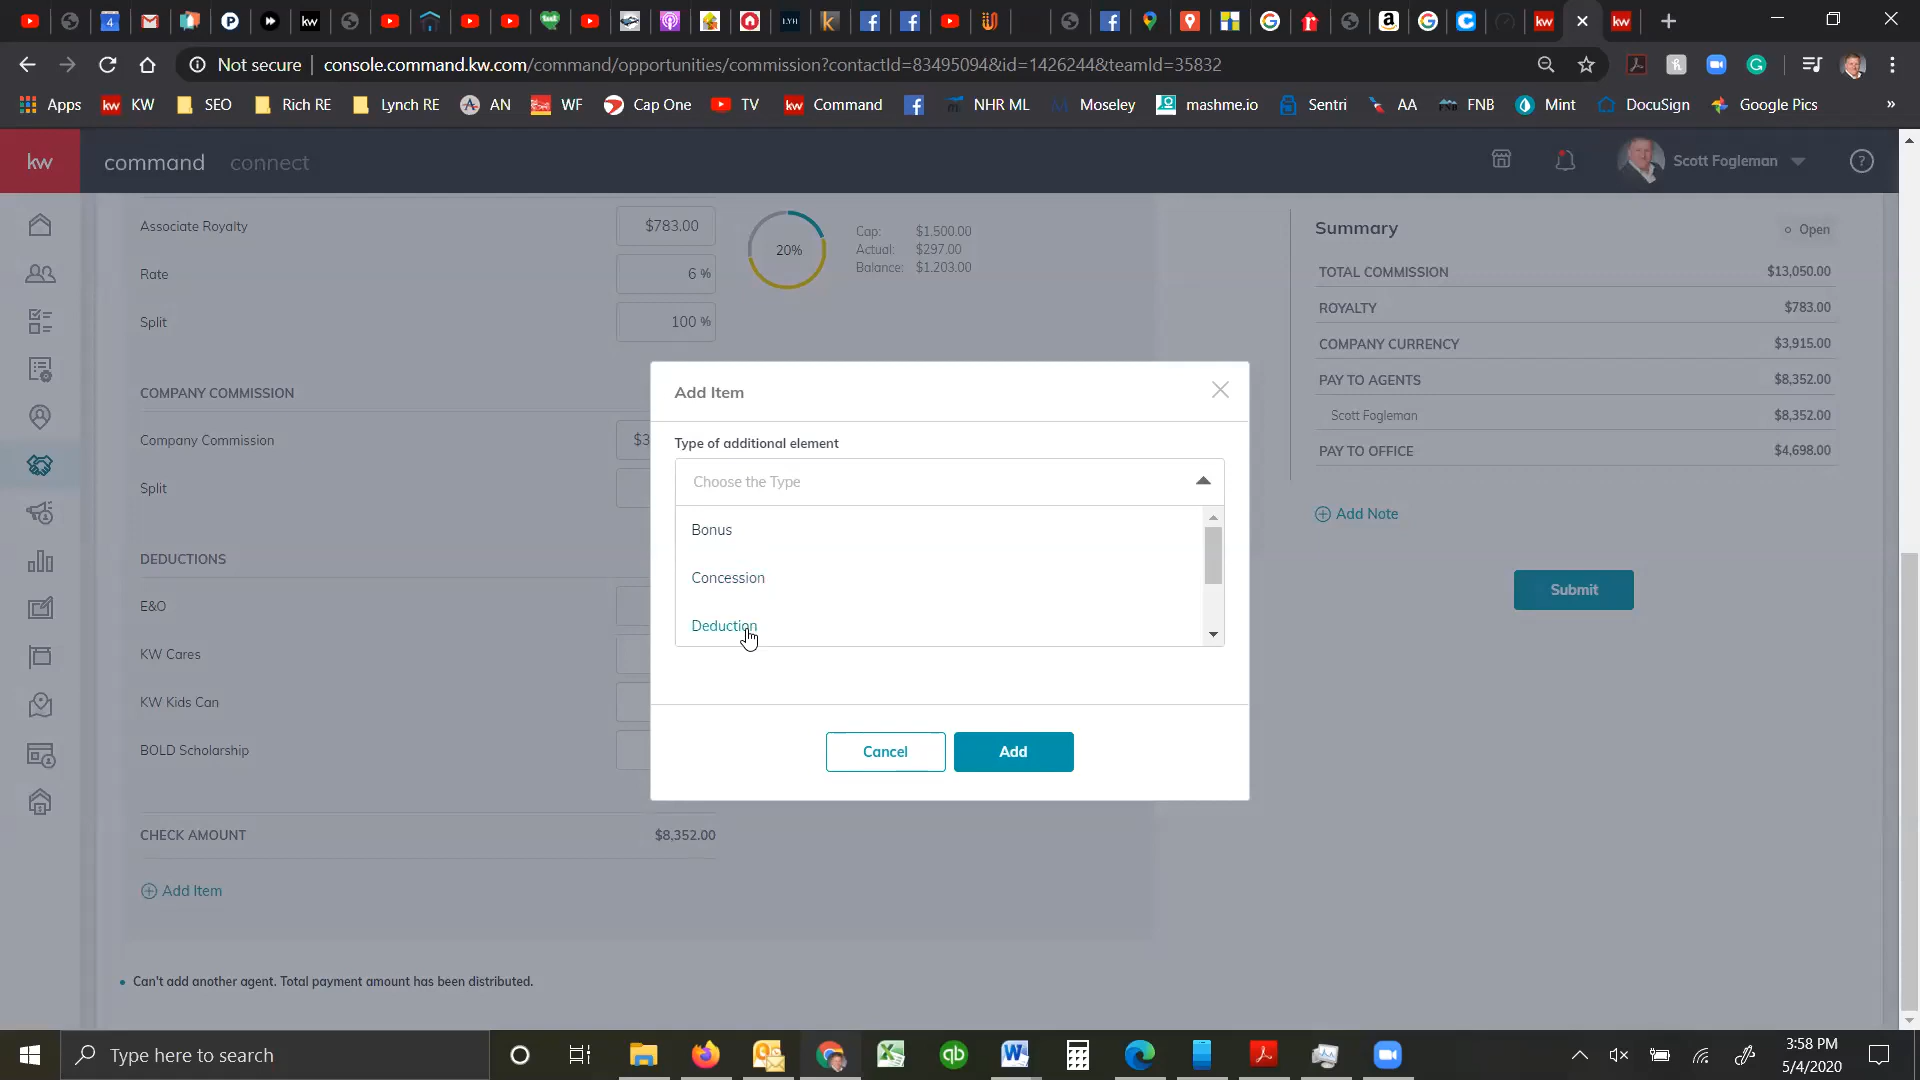 Not secure | console.command.kw.com/command/opportunities/commission?contactId=83495094&id=1426244&teamId=35832
Apps KW SEO Rich RE Lynch RE AN WF Cap One TV Command NHR ML Moseley mashme.io Sentri AA FNB Mint DocuSign Google Pics »
kw command connect Scott Fogleman ?
Associate Royalty $783.00
Rate 6 %
Split 100 %
20%
Cap: $1,500.00
Actual: $297.00
Balance: $1,203.00
COMPANY COMMISSION
Company Commission $3
Split
DEDUCTIONS
E&O
KW Cares
KW Kids Can
BOLD Scholarship
CHECK AMOUNT $8,352.00
Add Item
Can't add another agent. Total payment amount has been distributed.
Add Item
Type of additional element
Choose the Type
Bonus
Concession
Deduction
Cancel Add
Summary Open
TOTAL COMMISSION $13,050.00
ROYALTY $783.00
COMPANY CURRENCY $3,915.00
PAY TO AGENTS $8,352.00
Scott Fogleman $8,352.00
PAY TO OFFICE $4,698.00
Add Note
Submit
Type here to search
3:58 PM
5/4/2020